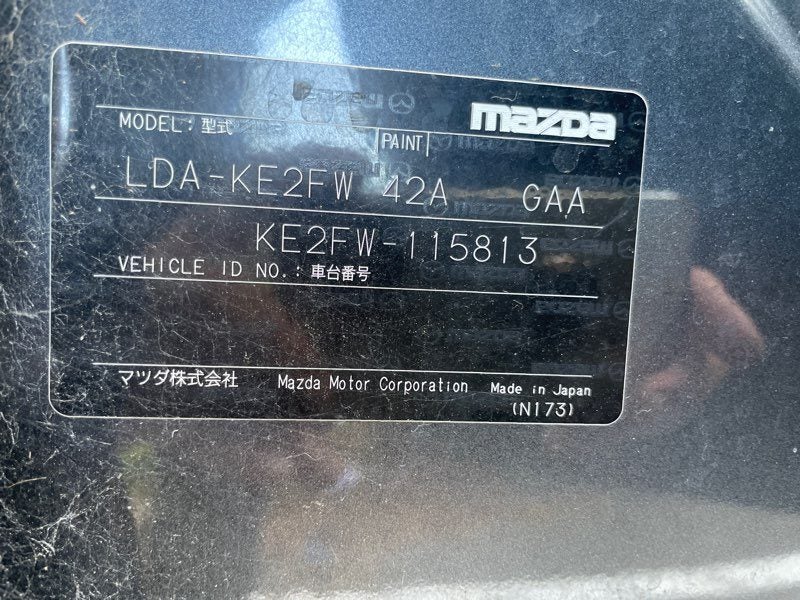 mazda
MODEL: 型式
PAINT
LDA-KE2FW 42A GAA
KE2FW-115813
VEHICLE ID NO.: 車台番号
マツダ株式会社 Mazda Motor Corporation Made in Japan
(N173)